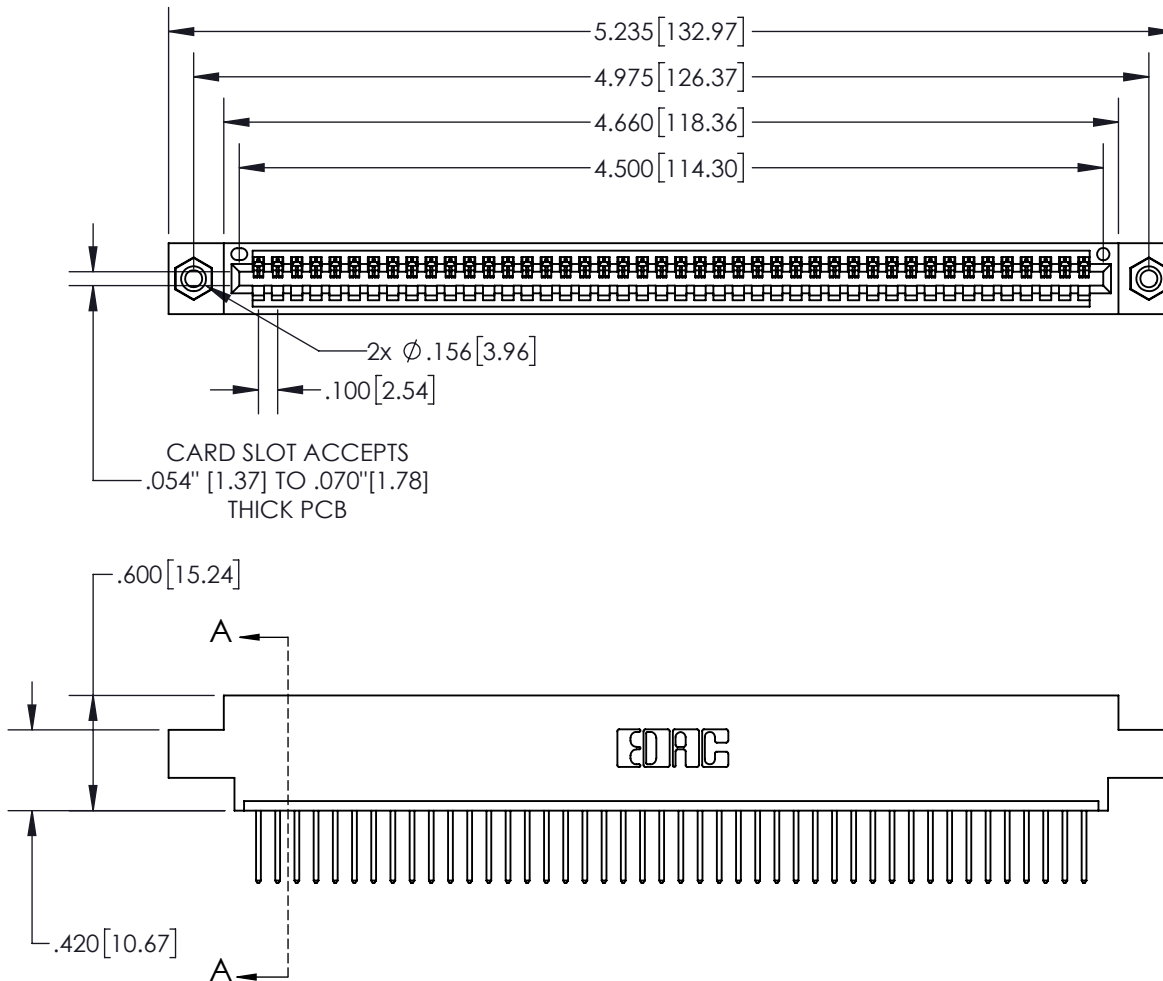 5.235[132.97]
4.975[126.37]
4.660[118.36]
4.500[114.30]
2x Ø.156[3.96]
.100[2.54]
CARD SLOT ACCEPTS
.054" [1.37] TO .070"[1.78]
THICK PCB
.600[15.24]
A
EDAC
.420[10.67]
A